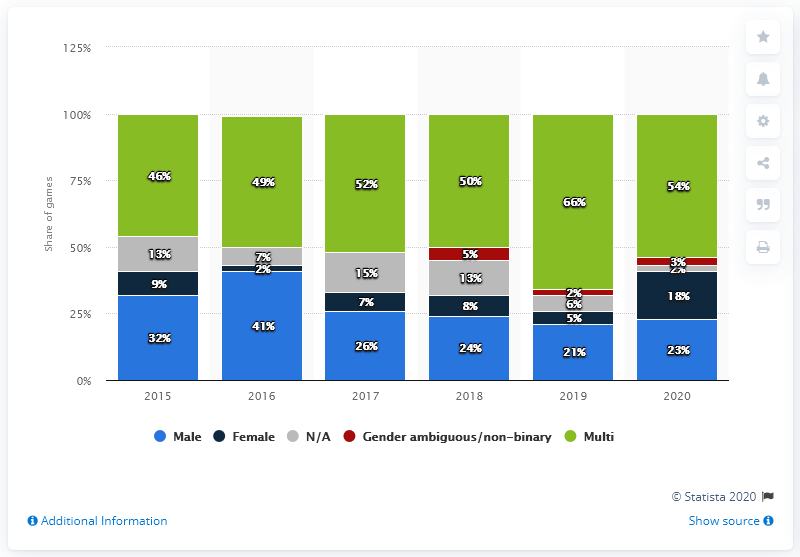 125%
100%
75%
50%
25%
0%
Share of games
46% 49% 52% 50% 66% 54%
5% 2% 3%
13% 7% 15% 13% 6% 2%
9% 2% 7% 8% 5% 18%
32% 41% 26% 24% 21% 23%
2015 2016 2017 2018 2019 2020
Male Female N/A Gender ambiguous/non-binary Multi
© Statista 2020
Additional Information Show source